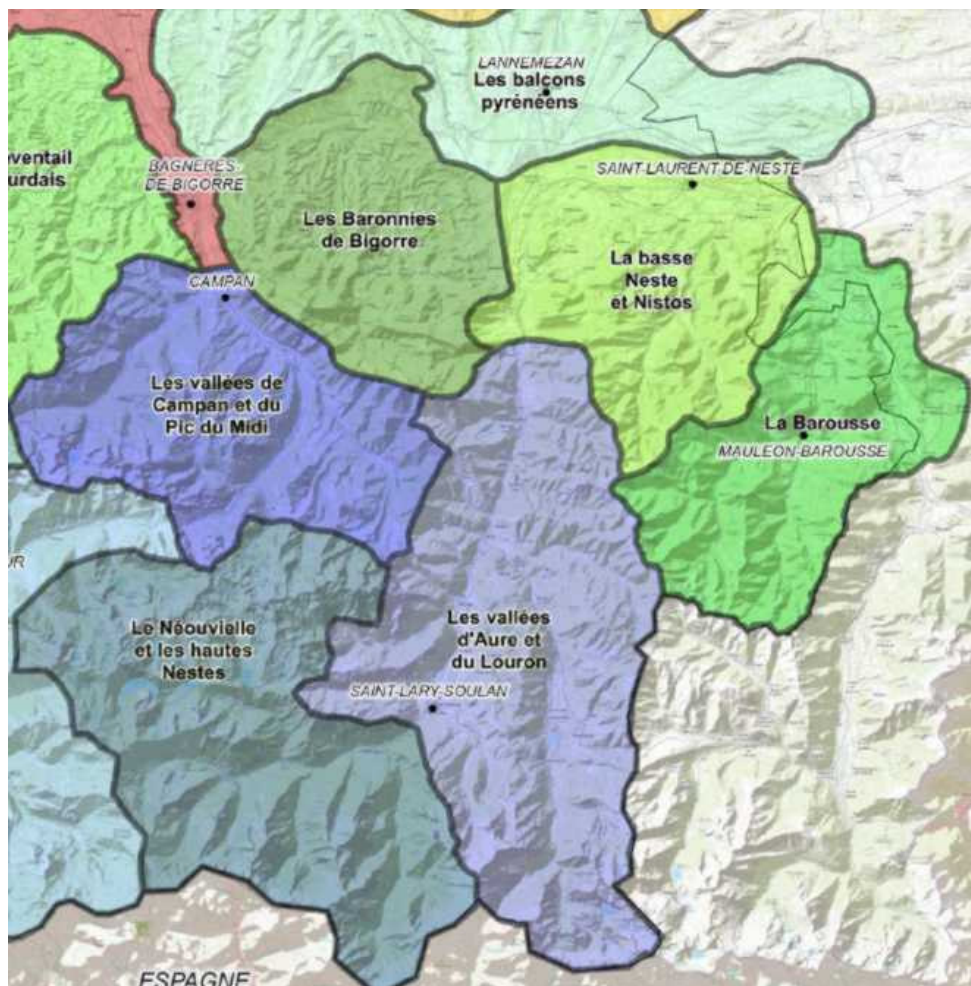 LANNEMEZAN
Les balcons
pyrénéens
ventail
urdais
BAGNERES-
DE-BIGORRE
SAINT-LAURENT-DE-NESTE
Les Baronnies
de Bigorre
La basse
Neste
et Nistos
CAMPAN
Les vallées de
Campan et du
Pic du Midi
La Barousse
MAULEON-BAROUSSE
UR
Le Néouvielle
et les hautes
Nestes
Les vallées
d'Aure et
du Louron
SAINT-LARY-SOULAN
ESPAGNE